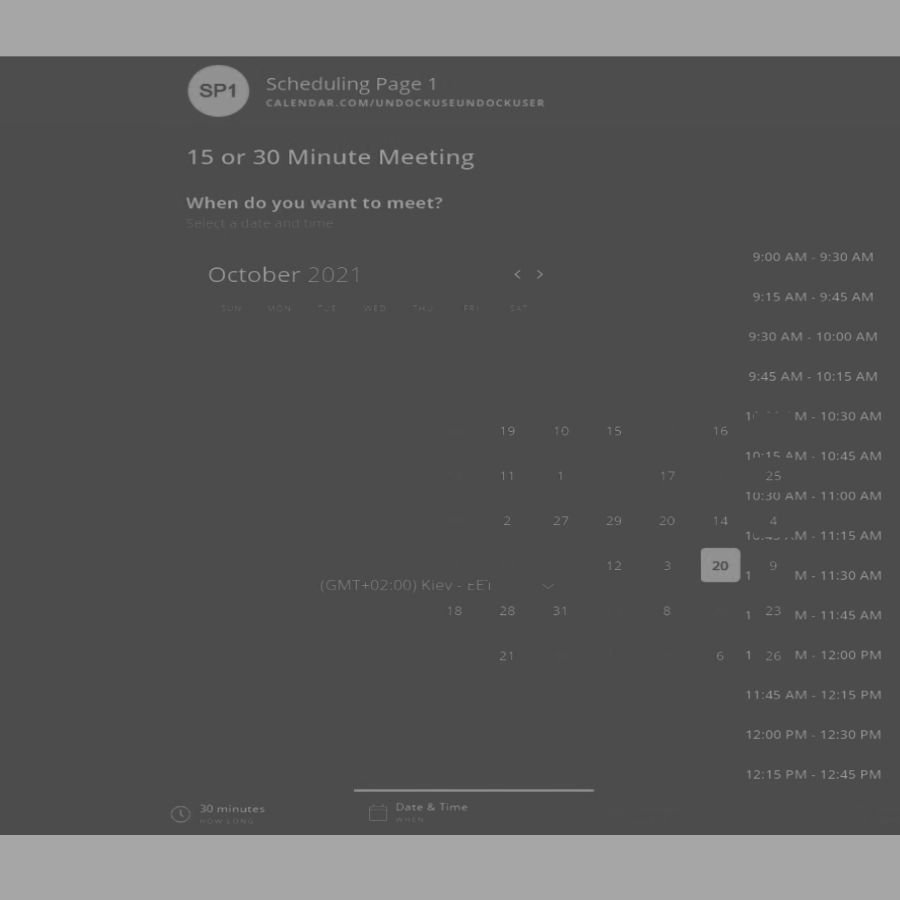 SP1
Scheduling Page 1
CALENDAR.COM/UNDOCKUSEUNDOCKUSER
15 or 30 Minute Meeting
When do you want to meet?
Select a date and time
October 2021 < >
SUN MON TUE WED THU FRI SAT
9:00 AM - 9:30 AM
9:15 AM - 9:45 AM
9:30 AM - 10:00 AM
9:45 AM - 10:15 AM
M - 10:30 AM
19 10 15 16
10:15 AM - 10:45 AM
11 1 17 25
10:30 AM - 11:00 AM
2 27 29 20 14 4
M - 11:15 AM
12 3 20 9
1 M - 11:30 AM
(GMT+02:00) Kiev - EET
18 28 31 8 23
1 M - 11:45 AM
21 6 26
1 M - 12:00 PM
11:45 AM - 12:15 PM
12:00 PM - 12:30 PM
12:15 PM - 12:45 PM
30 minutes
HOW LONG
Date & Time
WHEN